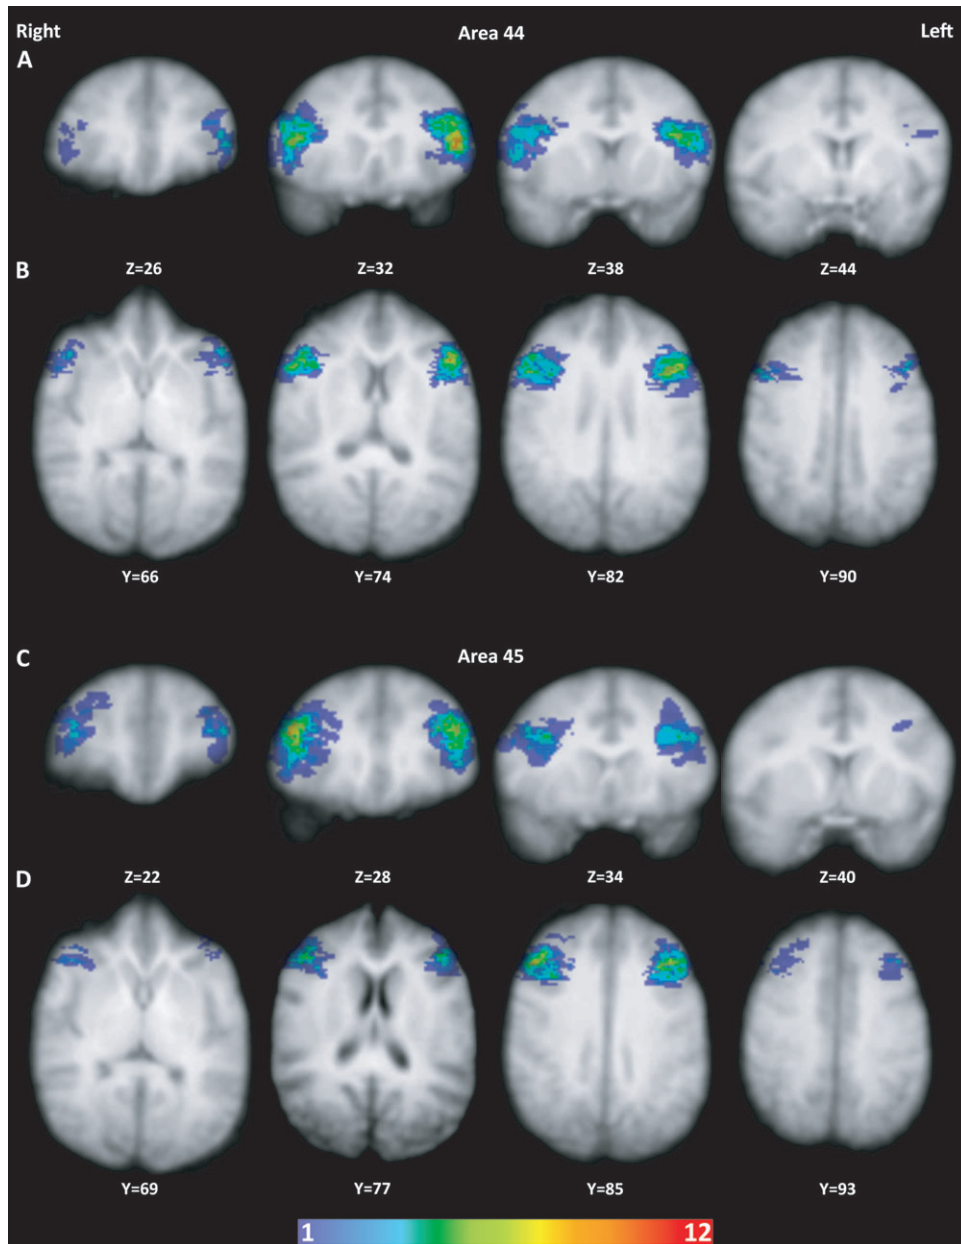 Right Area 44 Left
A
Z=26 Z=32 Z=38 Z=44
B
Y=66 Y=74 Y=82 Y=90
Area 45
C
Z=22 Z=28 Z=34 Z=40
D
Y=69 Y=77 Y=85 Y=93
1 12